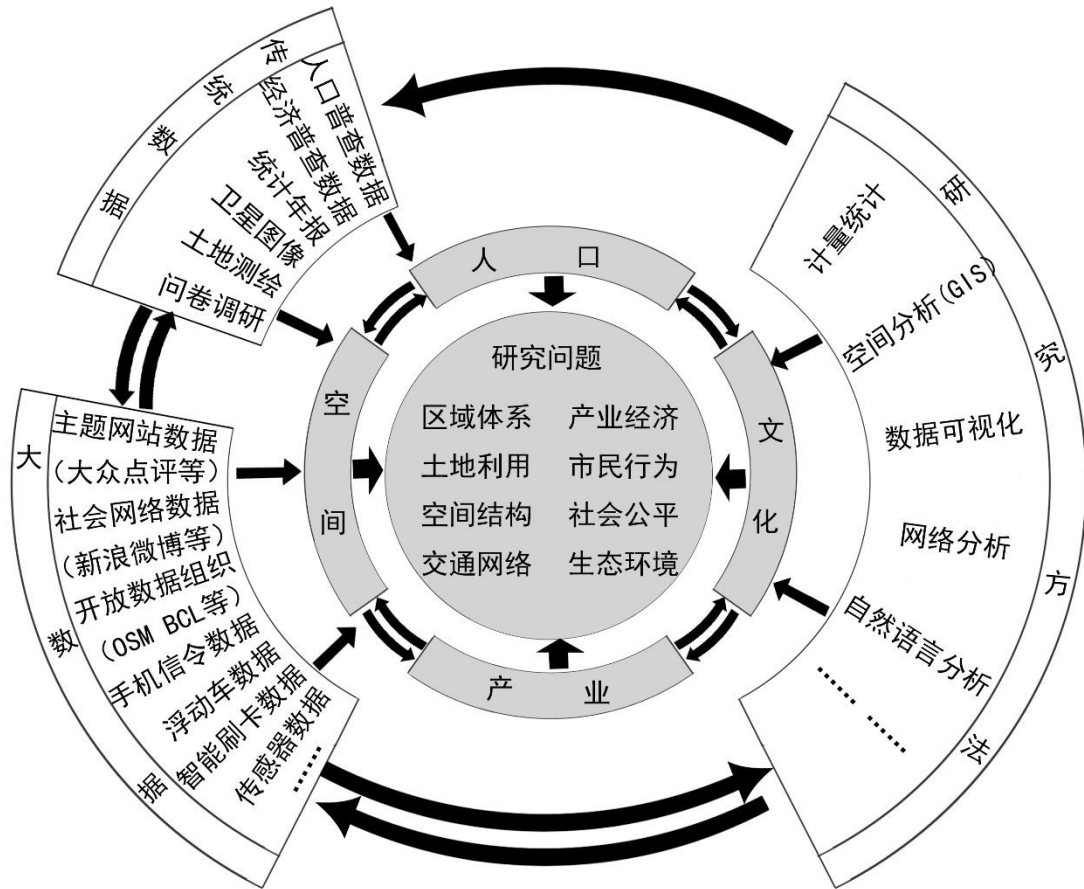 传统数据
人口普查数据
经济普查数据
统计年报
卫星图像
土地测绘
问卷调研
大数据
主题网站数据
(大众点评等)
社会网络数据
(新浪微博等)
开放数据组织
(OSM BCL等)
手机信令数据
浮动车数据
智能刷卡数据
传感器数据
……
人口
空间
文化
产业
研究问题
区域体系 产业经济
土地利用 市民行为
空间结构 社会公平
交通网络 生态环境
研究方法
计量统计
空间分析(GIS)
数据可视化
网络分析
自然语言分析
…… ……